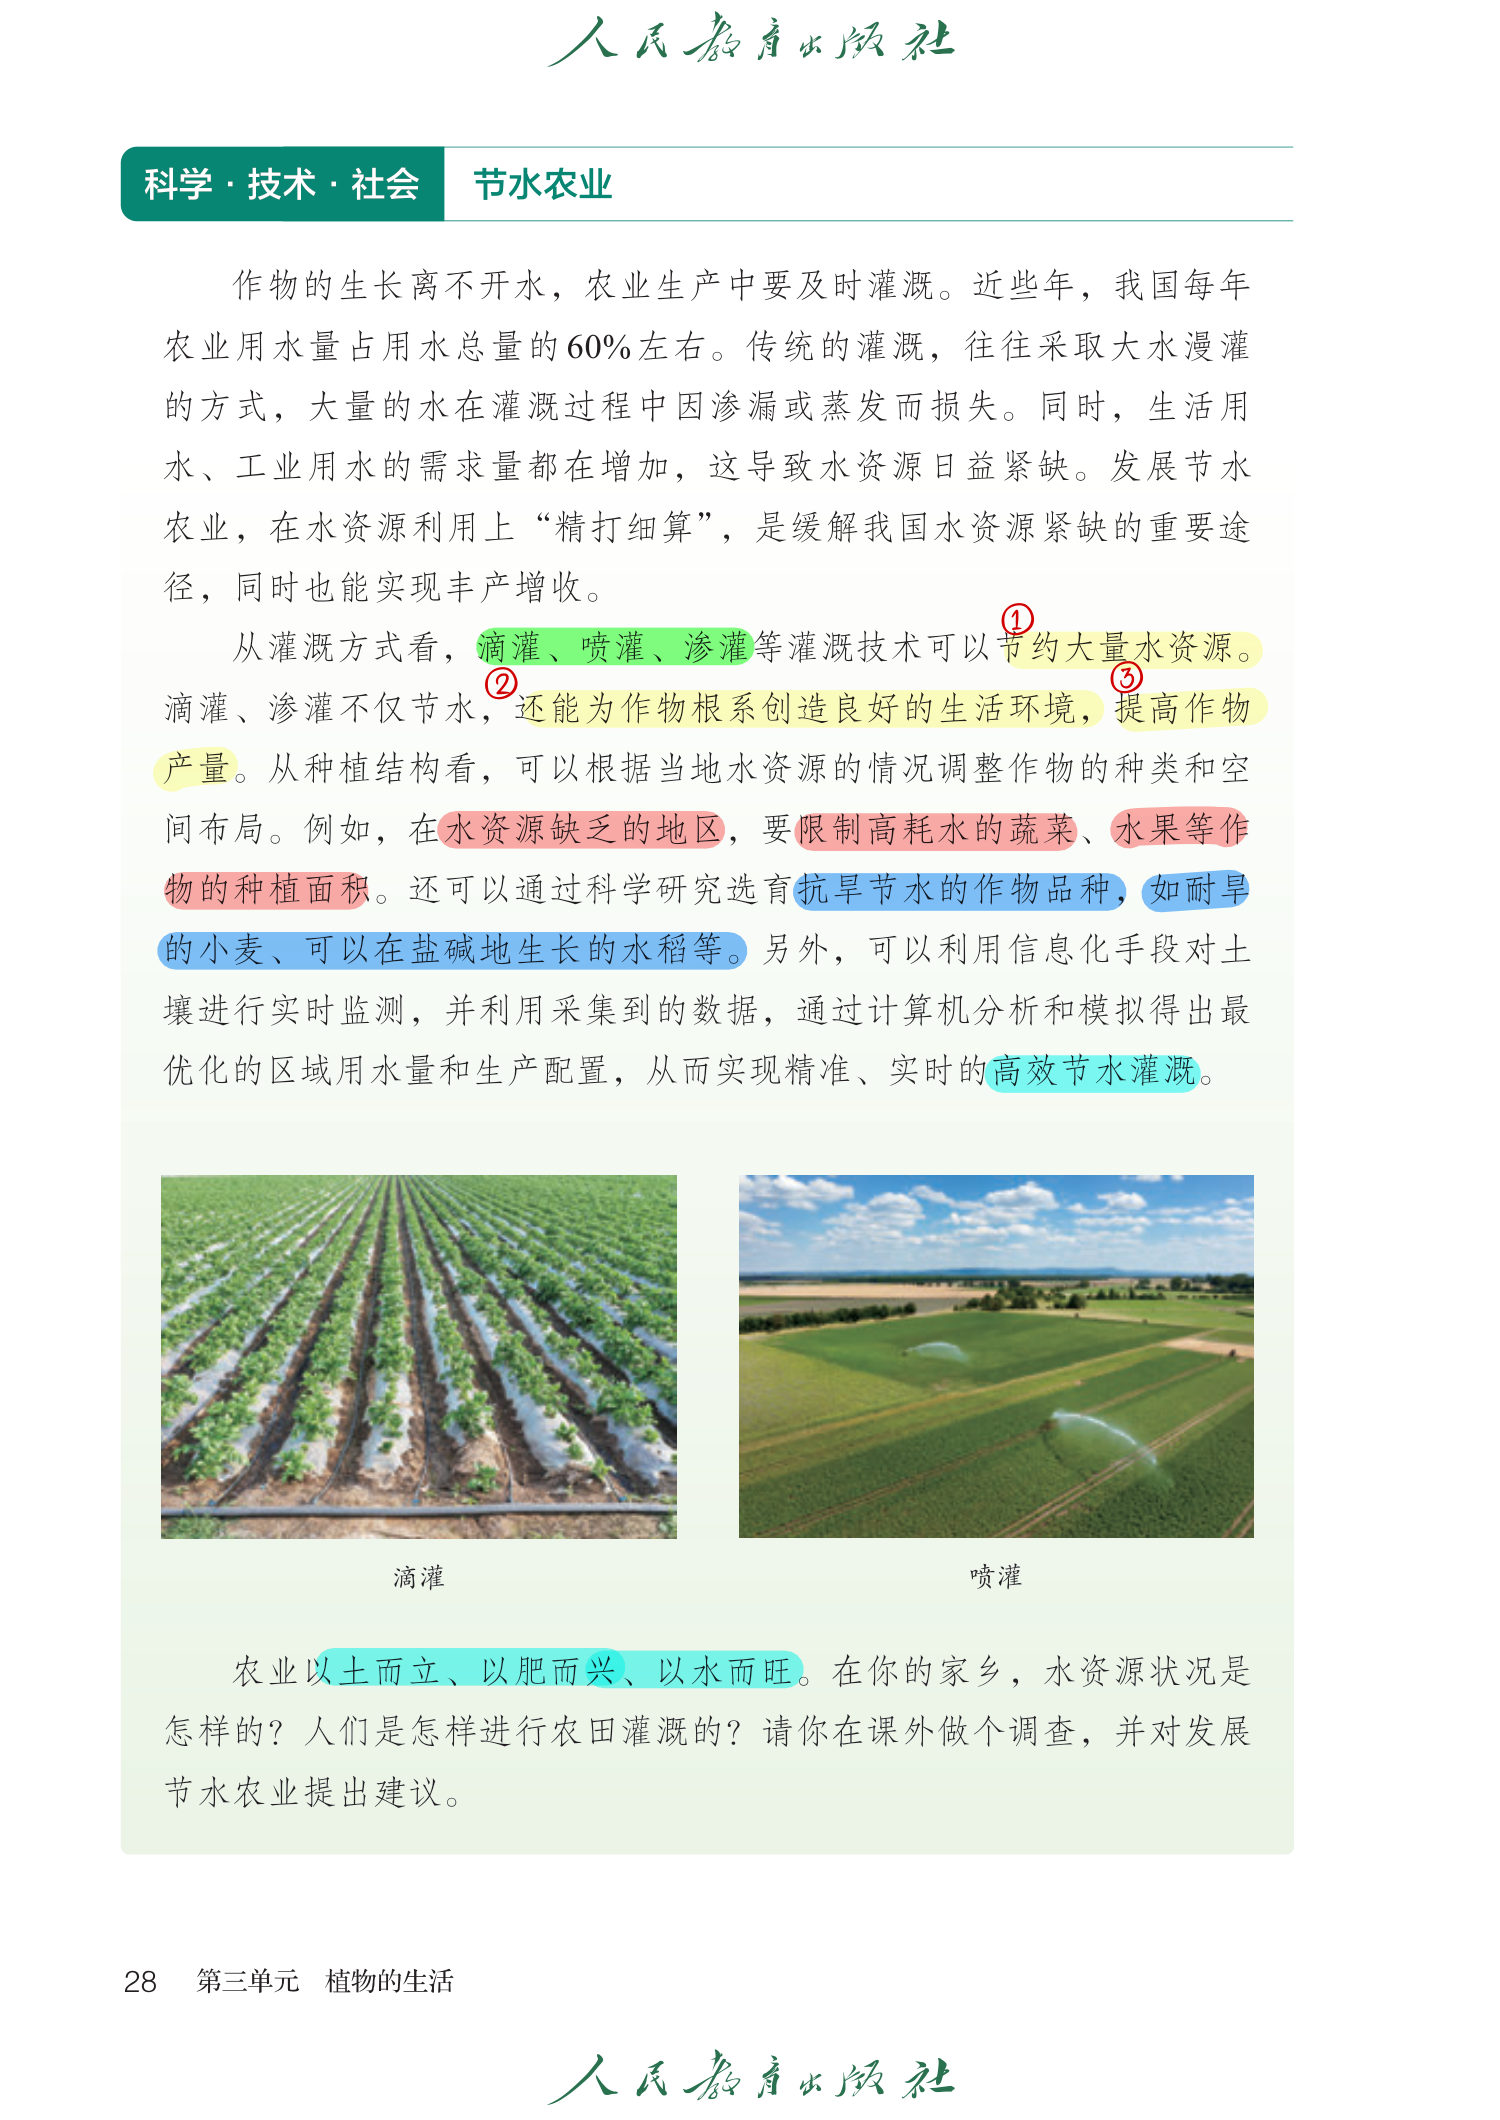 人民教育出版社
科学·技术·社会 节水农业
作物的生长离不开水，农业生产中要及时灌溉。近些年，我国每年
农业用水量占用水总量的60%左右。传统的灌溉，往往采取大水漫灌
的方式，大量的水在灌溉过程中因渗漏或蒸发而损失。同时，生活用
水、工业用水的需求量都在增加，这导致水资源日益紧缺。发展节水
农业，在水资源利用上“精打细算”，是缓解我国水资源紧缺的重要途
径，同时也能实现丰产增收。
①
从灌溉方式看，滴灌、喷灌、渗灌等灌溉技术可以节约大量水资源。
② ③
滴灌、渗灌不仅节水，还能为作物根系创造良好的生活环境，提高作物
产量。从种植结构看，可以根据当地水资源的情况调整作物的种类和空
间布局。例如，在水资源缺乏的地区，要限制高耗水的蔬菜、水果等作
物的种植面积。还可以通过科学研究选育抗旱节水的作物品种，如耐旱
的小麦、可以在盐碱地生长的水稻等。另外，可以利用信息化手段对土
壤进行实时监测，并利用采集到的数据，通过计算机分析和模拟得出最
优化的区域用水量和生产配置，从而实现精准、实时的高效节水灌溉。
滴灌
喷灌
农业以土而立、以肥而兴、以水而旺。在你的家乡，水资源状况是
怎样的？人们是怎样进行农田灌溉的？请你在课外做个调查，并对发展
节水农业提出建议。
28 第三单元 植物的生活
人民教育出版社